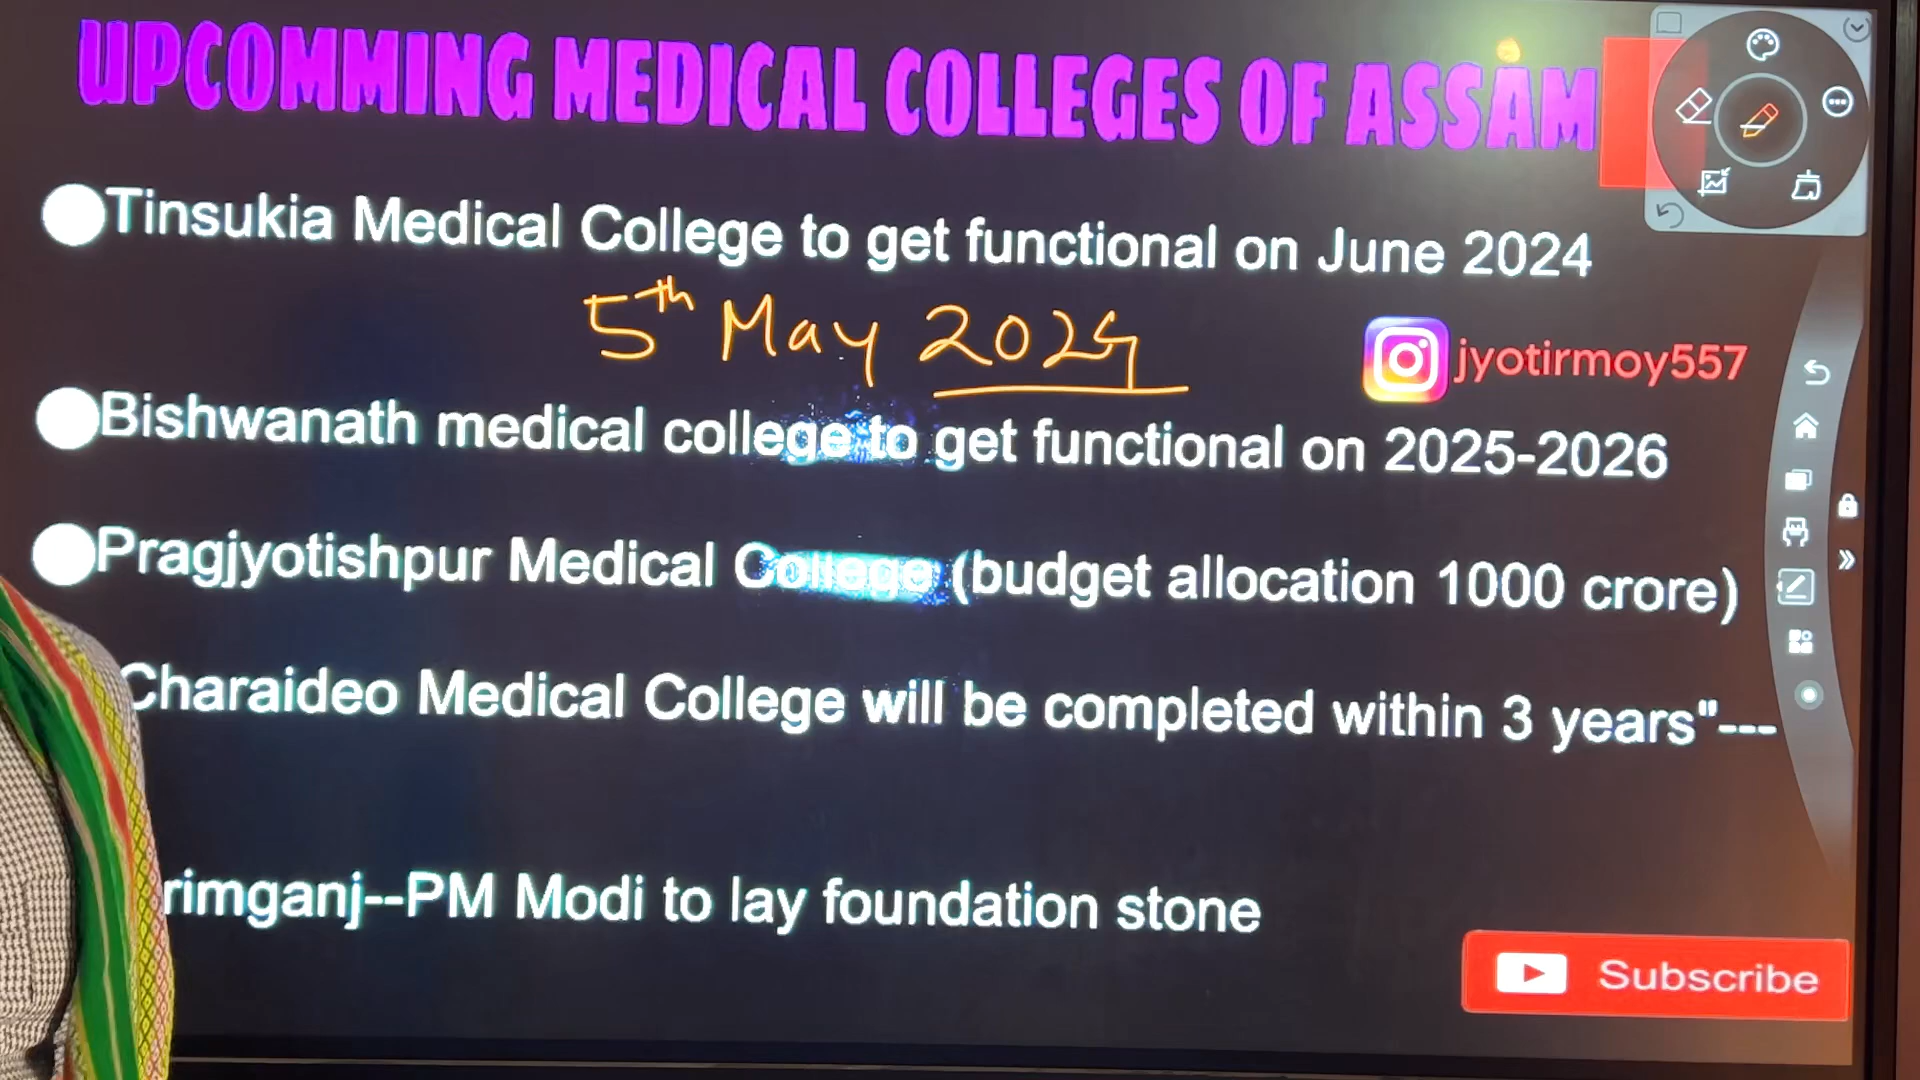 UPCOMMING MEDICAL COLLEGES OF ASSAM
Tinsukia Medical College to get functional on June 2024
5th May 2024
jyotirmoy557
Bishwanath medical college to get functional on 2025-2026
Pragjyotishpur Medical College (budget allocation 1000 crore)
Charaideo Medical College will be completed within 3 years"---
rimganj--PM Modi to lay foundation stone
Subscribe